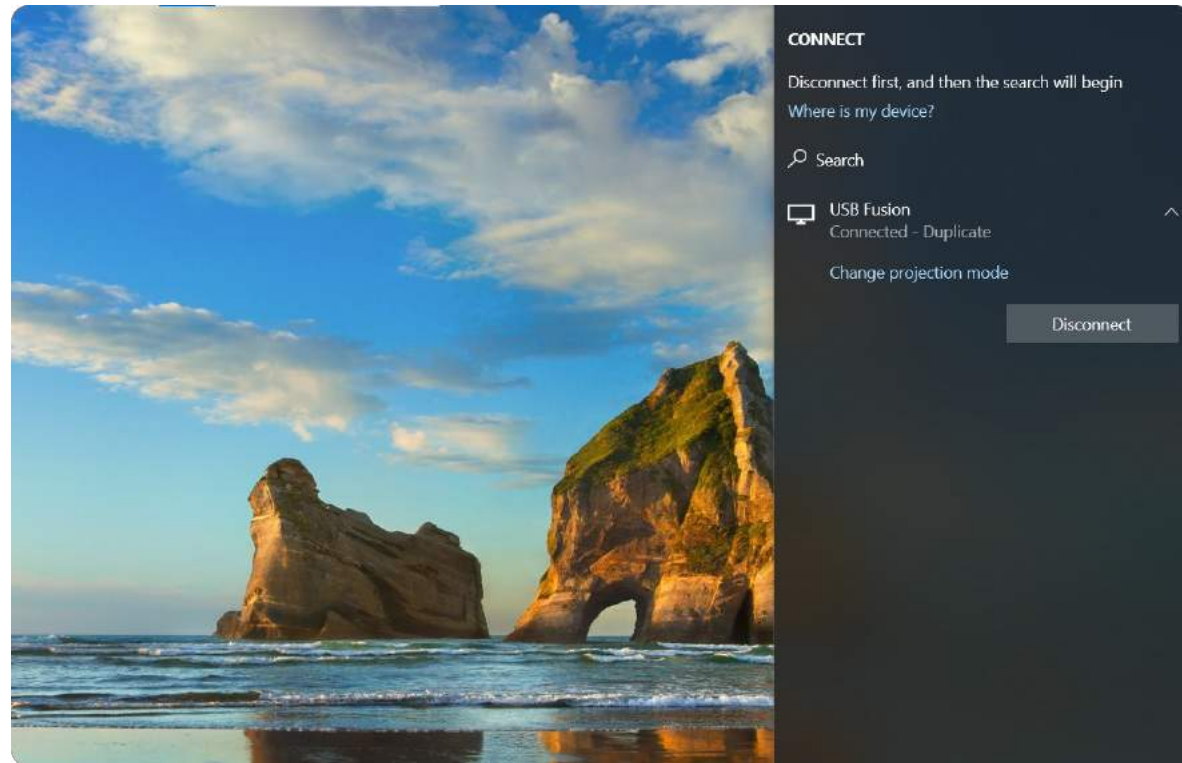 CONNECT
Disconnect first, and then the search will begin
Where is my device?
Search
USB Fusion
Connected - Duplicate
Change projection mode
Disconnect